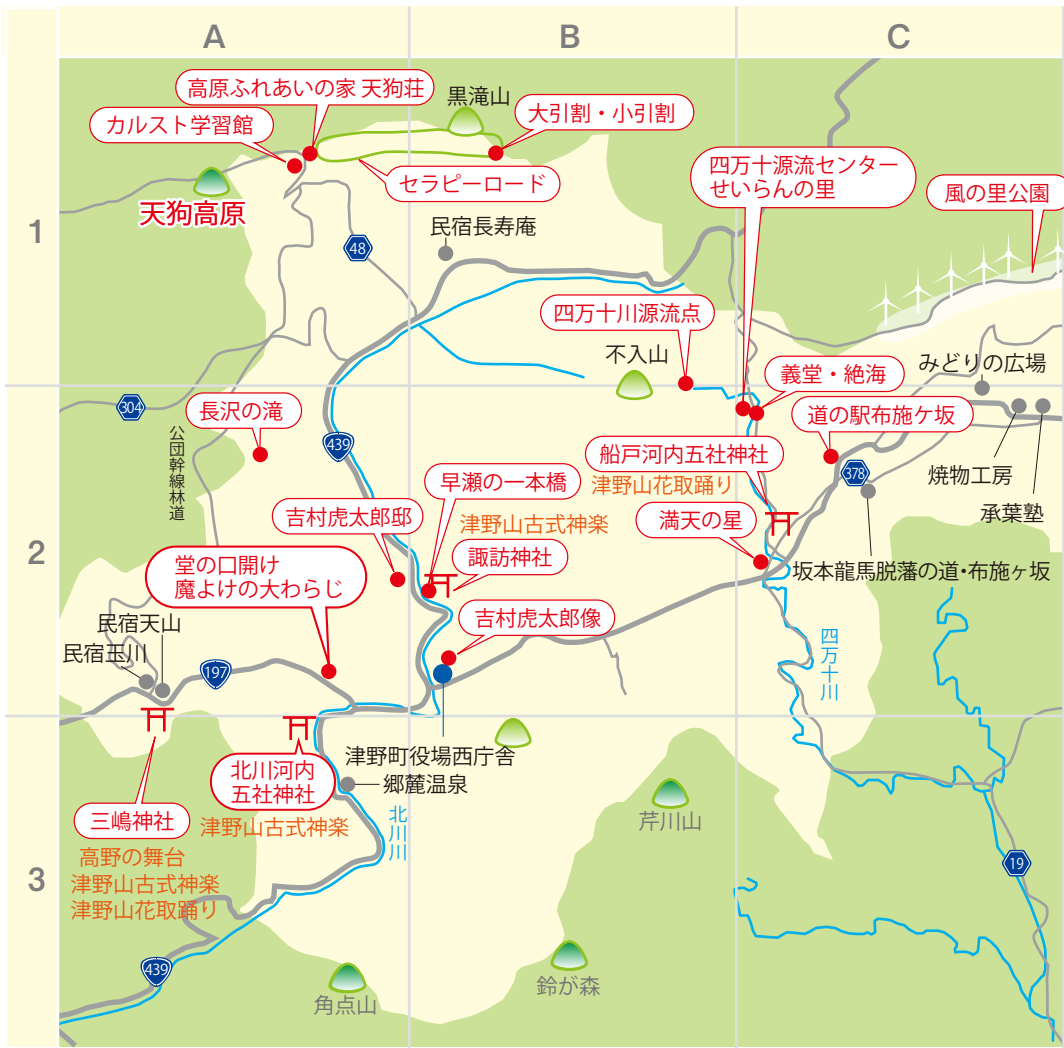 A
B
C
高原ふれあいの家 天狗荘
黒滝山
大引割・小引割
カルスト学習館
四万十源流センター
せいらんの里
セラピーロード
風の里公園
天狗高原
1
民宿長寿庵
48
四万十川源流点
不入山
みどりの広場
義堂・絶海
304
長沢の滝
道の駅布施ケ坂
公団幹線林道
439
船戸河内五社神社
378
焼物工房
早瀬の一本橋
津野山花取踊り
吉村虎太郎邸
津野山古式神楽
満天の星
承葉塾
2
堂の口開け
魔よけの大わらじ
諏訪神社
坂本龍馬脱藩の道・布施ヶ坂
民宿天山
吉村虎太郎像
民宿玉川
四万十川
197
津野町役場西庁舎
北川河内
五社神社
郷麓温泉
三嶋神社
津野山古式神楽
北川川
芹川山
高野の舞台
津野山古式神楽
津野山花取踊り
3
19
439
角点山
鈴が森